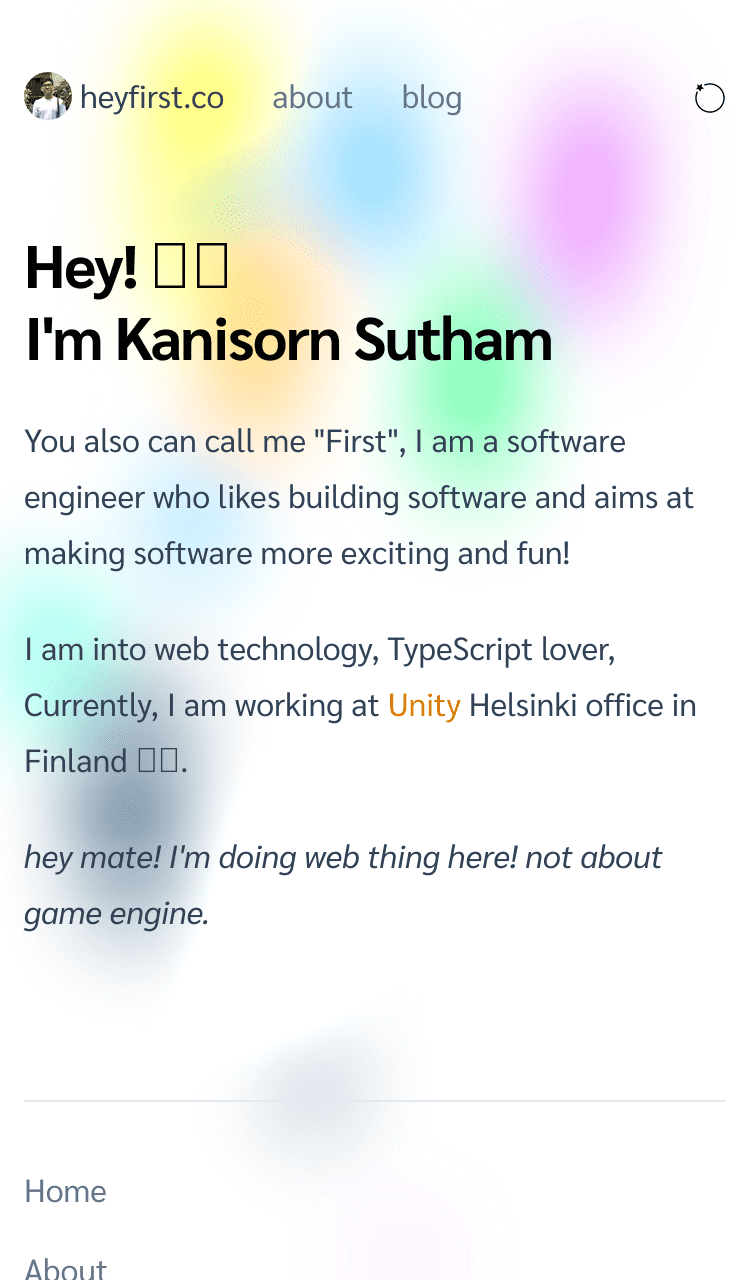 heyfirst.co about blog
Hey! 
I'm Kanisorn Sutham
You also can call me "First", I am a software
engineer who likes building software and aims at
making software more exciting and fun!
I am into web technology, TypeScript lover,
Currently, I am working at Unity Helsinki office in
Finland .
hey mate! I'm doing web thing here! not about
game engine.
Home
About